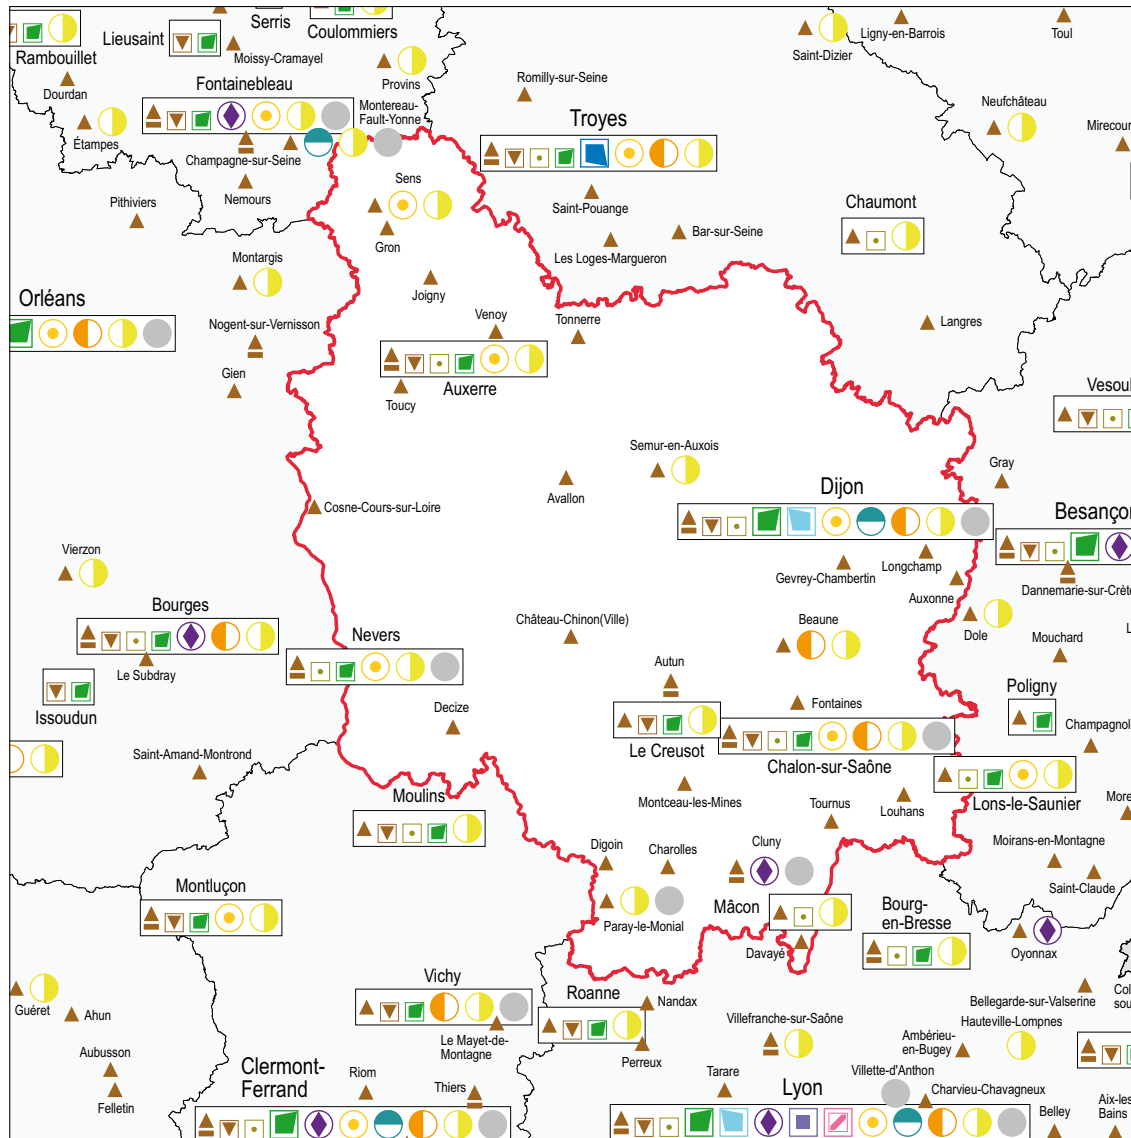 Serris
Coulommiers
Lieusaint
Rambouillet
Moissy-Cramayel
Dourdan
Provins
Saint-Dizier
Ligny-en-Barrois
Toul
Fontainebleau
Romilly-sur-Seine
Montereau-
Fault-Yonne
Troyes
Neufchâteau
Étampes
Champagne-sur-Seine
Nemours
Pithiviers
Sens
Gron
Saint-Pouange
Les Loges-Margueron
Bar-sur-Seine
Chaumont
Montargis
Joigny
Orléans
Nogent-sur-Vernisson
Venoy
Tonnerre
Langres
Gien
Auxerre
Toucy
Semur-en-Auxois
Avallon
Cosne-Cours-sur-Loire
Gray
Dijon
Vierzon
Gevrey-Chambertin
Longchamp
Auxonne
Dole
Bourges
Le Subdray
Nevers
Château-Chinon(Ville)
Beaune
Mouchard
Issoudun
Autun
Poligny
Decize
Fontaines
Le Creusot
Chalon-sur-Saône
Saint-Amand-Montrond
Lons-le-Saunier
Moulins
Montceau-les-Mines
Tournus
Louhans
Digoin
Charolles
Cluny
Moirans-en-Montagne
Saint-Claude
Montluçon
Paray-le-Monial
Mâcon
Bourg-
en-Bresse
Davayé
Oyonnax
Vichy
Roanne
Nandax
Bellegarde-sur-Valserine
Guéret
Ahun
Le Mayet-de-
Montagne
Perreux
Villefranche-sur-Saône
Hauteville-Lompnes
Ambérieu-
en-Bugey
Aubusson
Felletin
Clermont-
Ferrand
Riom
Thiers
Tarare
Lyon
Villette-d'Anthon
Charvieu-Chavagneux
Belley
Aix-les
Bains